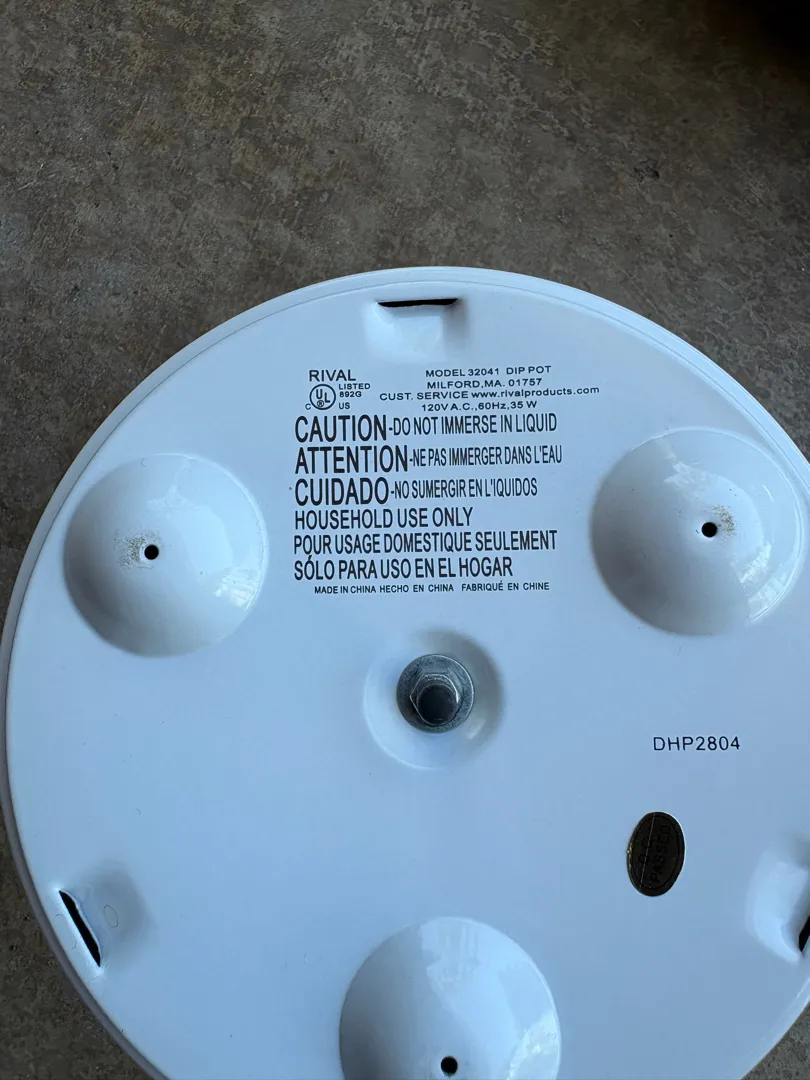 RIVAL
MODEL 32041 DIP POT
MILFORD,MA. 01757
CUST. SERVICE www.rivalproducts.com
120V A.C.,60Hz,35 W
C UL US
LISTED
892G
CAUTION-DO NOT IMMERSE IN LIQUID
ATTENTION-NE PAS IMMERGER DANS L'EAU
CUIDADO-NO SUMERGIR EN L'IQUIDOS
HOUSEHOLD USE ONLY
POUR USAGE DOMESTIQUE SEULEMENT
SÓLO PARA USO EN EL HOGAR
MADE IN CHINA HECHO EN CHINA FABRIQUÉ EN CHINE
DHP2804
PASSED